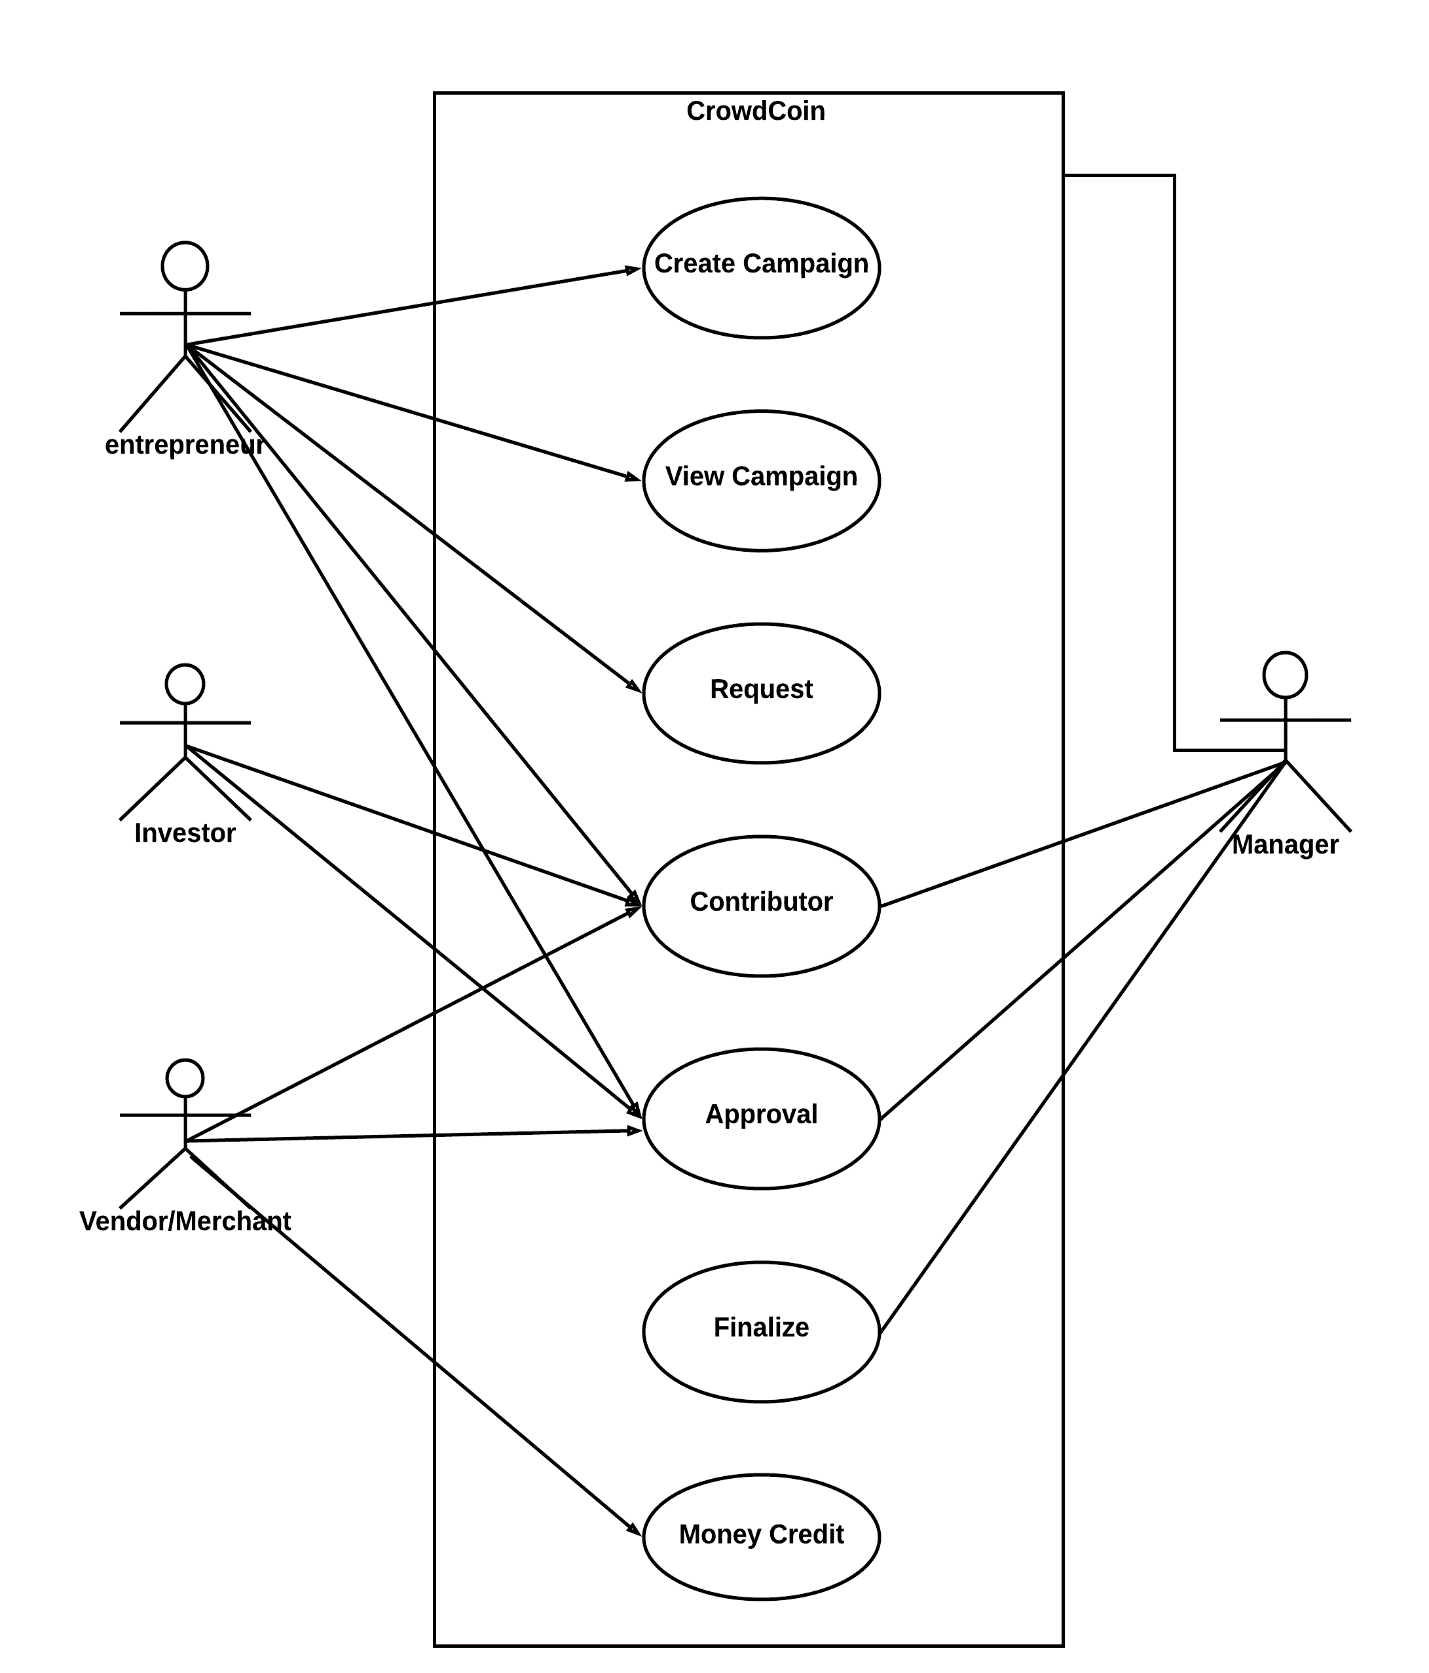 CrowdCoin
Create Campaign
entrepreneur
View Campaign
Request
Investor
Manager
Contributor
Approval
Vendor/Merchant
Finalize
Money Credit